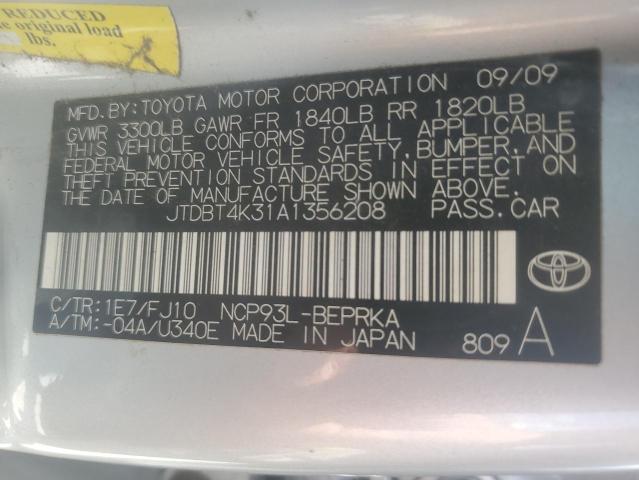 REDUCED
e original load
lbs.
MFD. BY: TOYOTA MOTOR CORPORATION 09/09
GVWR 3300LB GAWR FR 1840LB RR 1820LB
THIS VEHICLE CONFORMS TO ALL APPLICABLE
FEDERAL MOTOR VEHICLE SAFETY, BUMPER, AND
THEFT PREVENTION STANDARDS IN EFFECT ON
THE DATE OF MANUFACTURE SHOWN ABOVE.
JTDBT4K31A1356208 PASS. CAR
C/TR: 1E7/FJ10 NCP93L-BEPRKA
A/TM: -04A/U340E MADE IN JAPAN 809 A